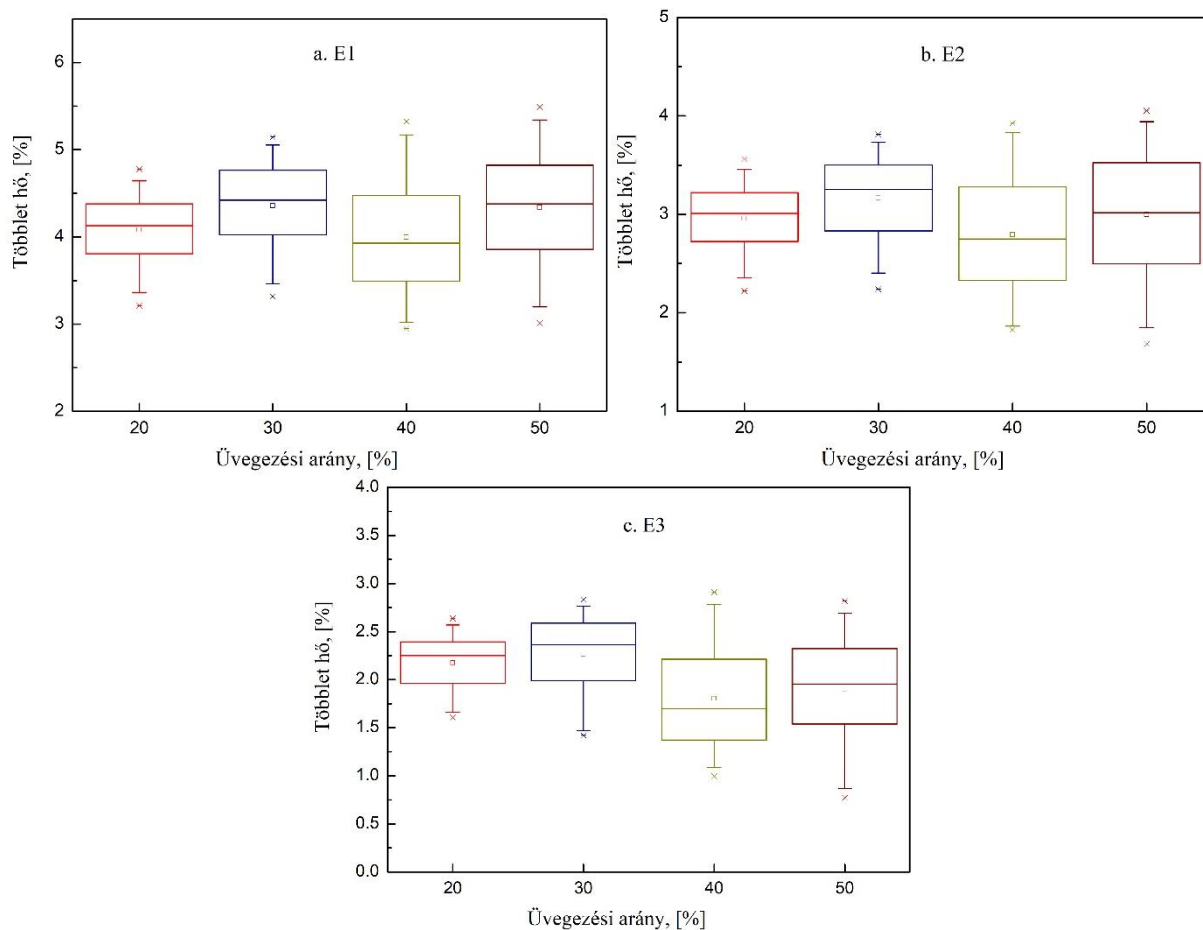 a. E1
Többlet hő, [%]
6
5
4
3
2
20 30 40 50
Üvegezési arány, [%]
b. E2
Többlet hő, [%]
5
4
3
2
1
20 30 40 50
Üvegezési arány, [%]
c. E3
Többlet hő, [%]
4.0
3.5
3.0
2.5
2.0
1.5
1.0
0.5
0.0
20 30 40 50
Üvegezési arány, [%]